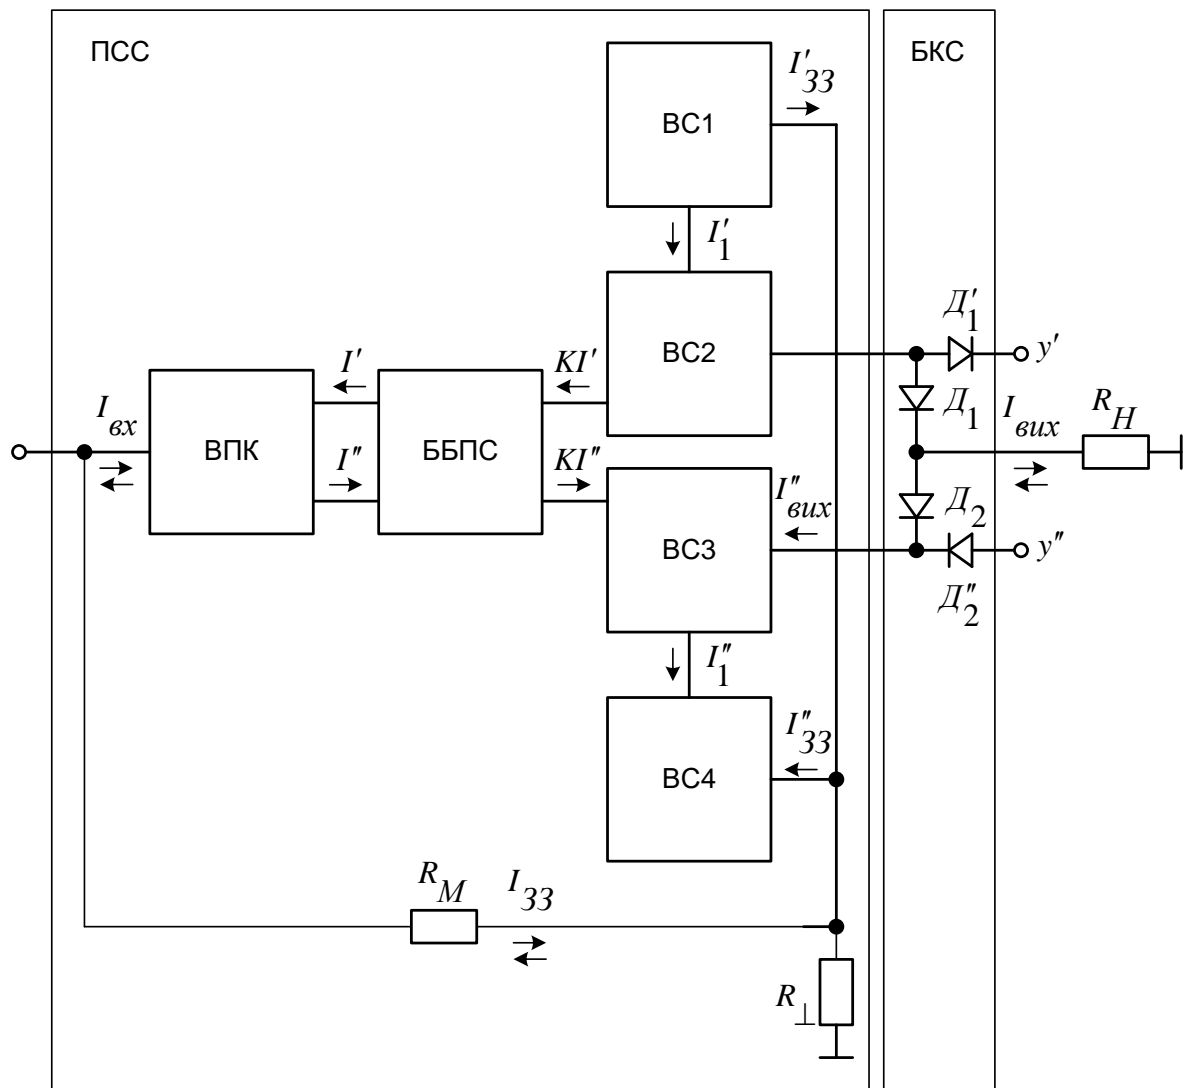 ПСС
БКС
I'ЗЗ
ВС1
I'1
Д'1
y'
ВС2
I'
KI'
Iвх
Д1
Iвих
RН
ВПК
I"
ББПС
KI"
I"вих
Д2
ВС3
y"
Д"2
I"1
I"ЗЗ
ВС4
RМ
IЗЗ
R⊥